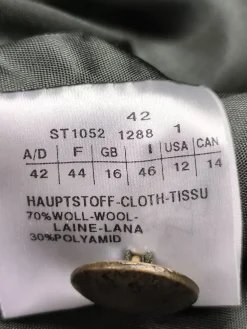 42
ST1052 1288 1
A/D F GB I USA CAN
42 44 16 46 12 14
HAUPTSTOFF-CLOTH-TISSU
70%WOLL-WOOL-
LAINE-LANA
30%POLYAMID